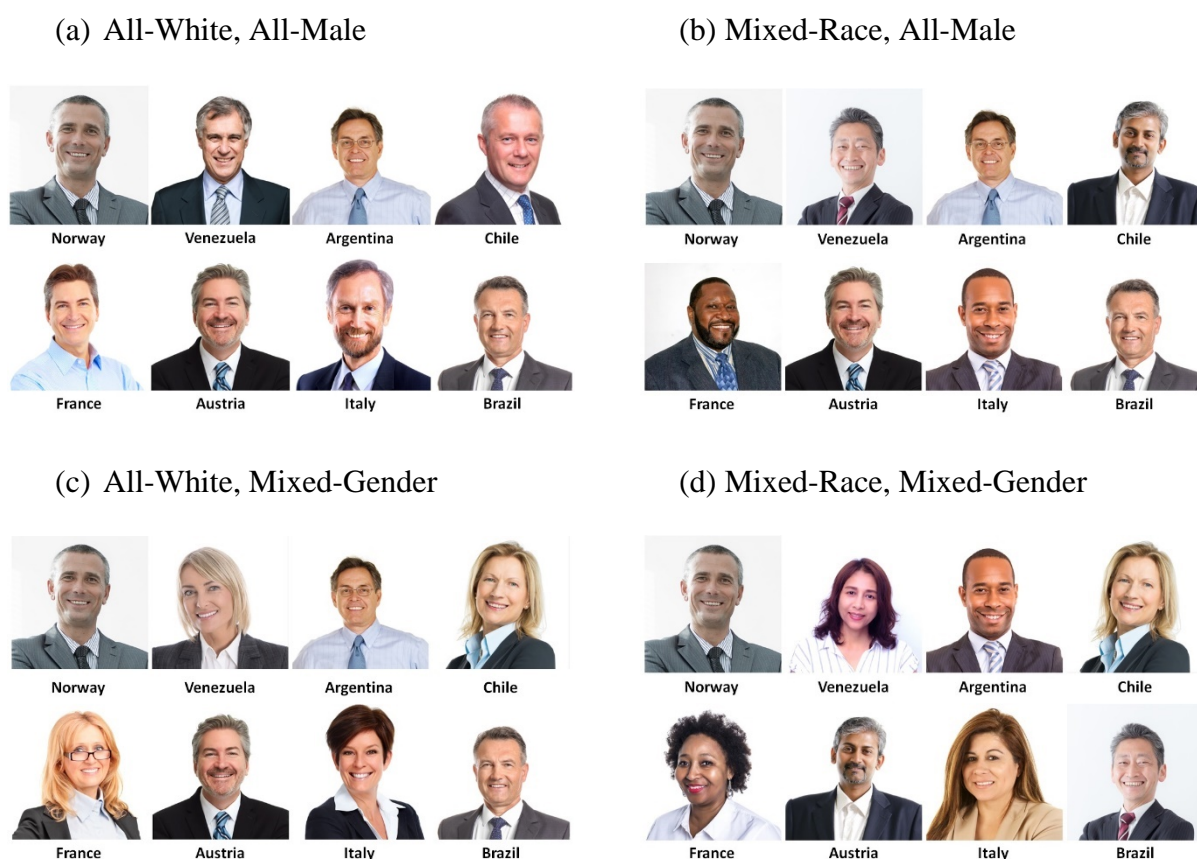 (a) All-White, All-Male
(b) Mixed-Race, All-Male
Norway Venezuela Argentina Chile
Norway Venezuela Argentina Chile
France Austria Italy Brazil
France Austria Italy Brazil
(c) All-White, Mixed-Gender
(d) Mixed-Race, Mixed-Gender
Norway Venezuela Argentina Chile
Norway Venezuela Argentina Chile
France Austria Italy Brazil
France Austria Italy Brazil